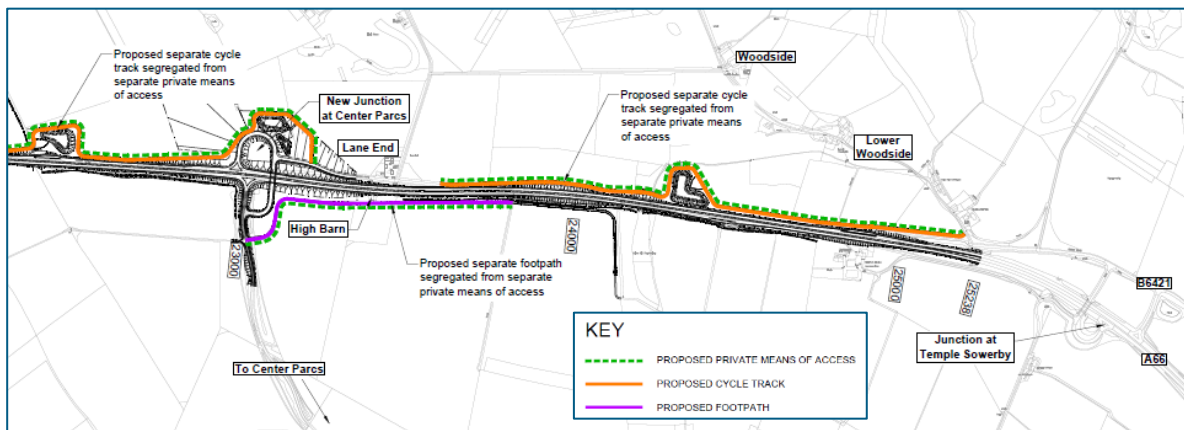 Proposed separate cycle
track segregated from
separate private means
of access
New Junction
at Center Parcs
Lane End
Proposed separate cycle
track segregated from
separate private means
of access
Woodside
Lower
Woodside
High Barn
23000
24000
Proposed separate footpath
segregated from separate
private means of access
25000
25238
B6421
Junction at
Temple Sowerby
A66
To Center Parcs
KEY
PROPOSED PRIVATE MEANS OF ACCESS
PROPOSED CYCLE TRACK
PROPOSED FOOTPATH